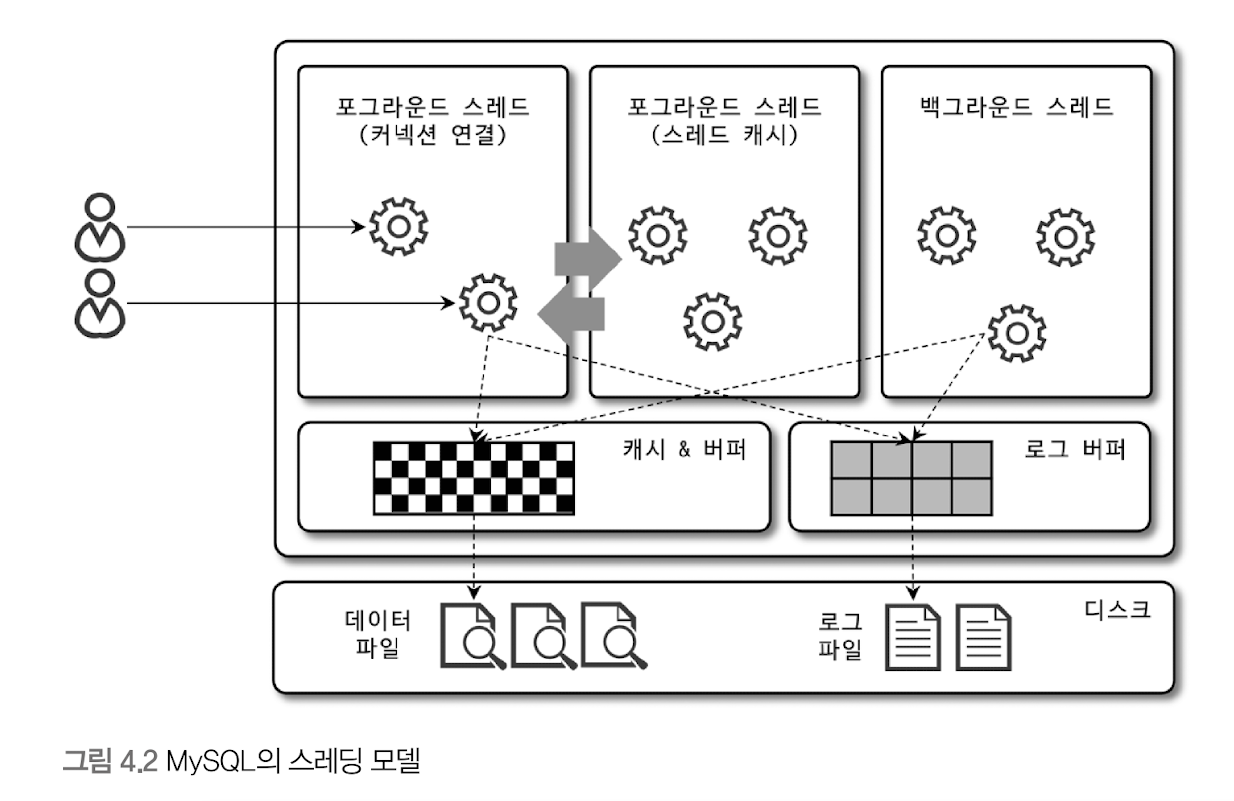 포그라운드 스레드
(커넥션 연결)
포그라운드 스레드
(스레드 캐시)
백그라운드 스레드
캐시 & 버퍼
로그 버퍼
디스크
데이터
파일
로그
파일
그림 4.2 MySQL의 스레딩 모델